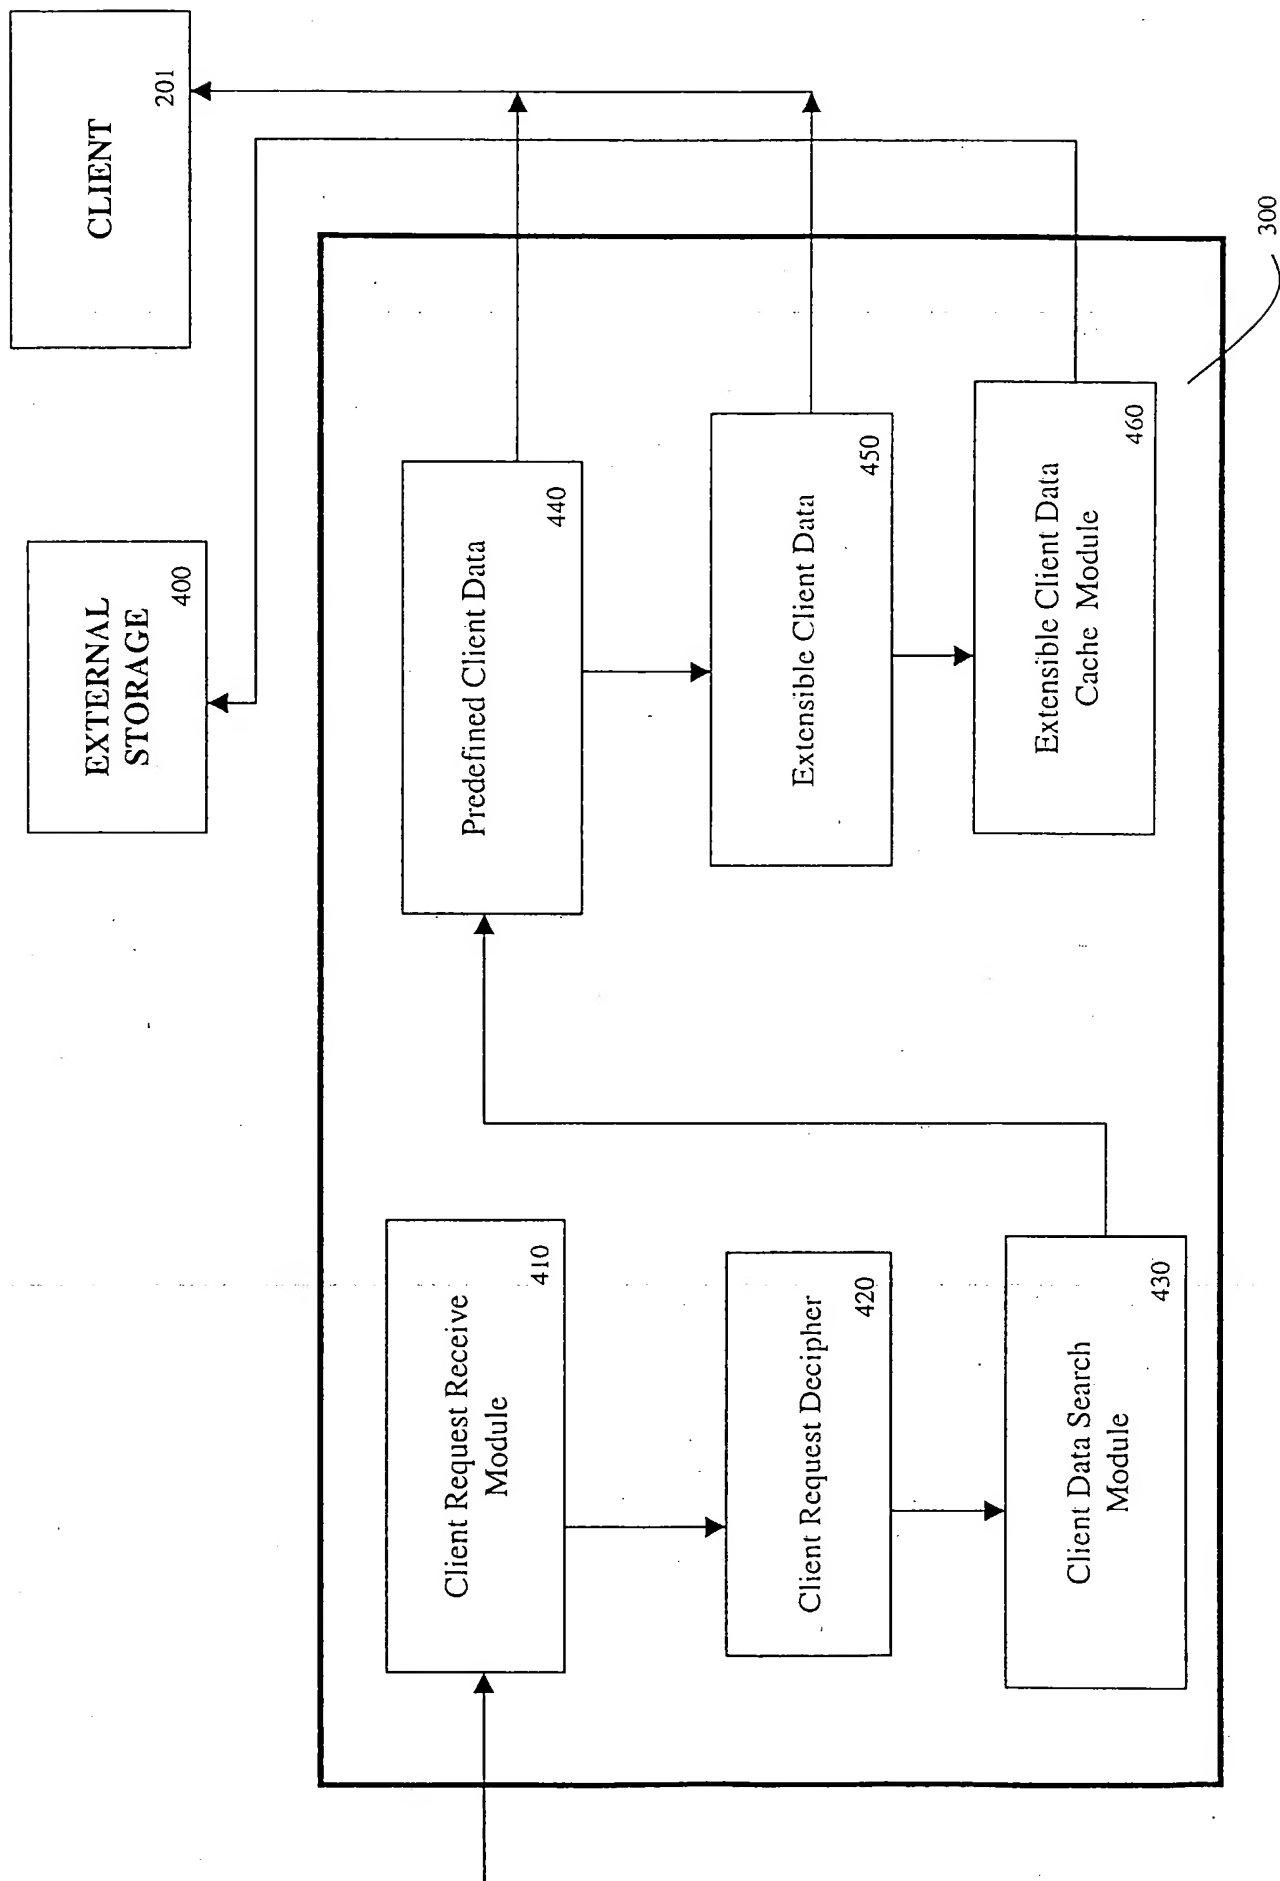 EXTERNAL
STORAGE
400
CLIENT
201
Client Request Receive
Module
410
Client Request Decipher
420
Client Data Search
Module
430
Predefined Client Data
440
Extensible Client Data
450
Extensible Client Data
Cache Module
460
300